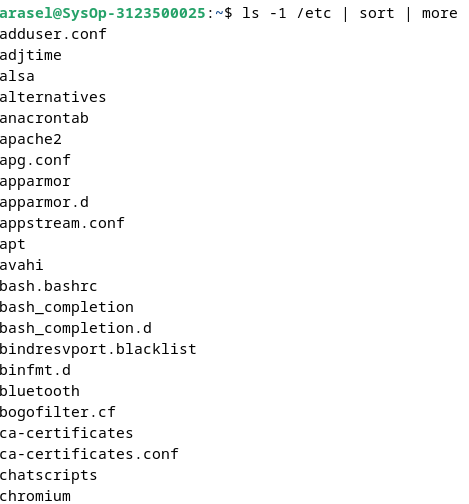 arasel@SysOp-3123500025:~$ ls -1 /etc | sort | more
adduser.conf
adjtime
alsa
alternatives
anacrontab
apache2
apg.conf
apparmor
apparmor.d
appstream.conf
apt
avahi
bash.bashrc
bash_completion
bash_completion.d
bindresvport.blacklist
binfmt.d
bluetooth
bogofilter.cf
ca-certificates
ca-certificates.conf
chatscripts
chromium